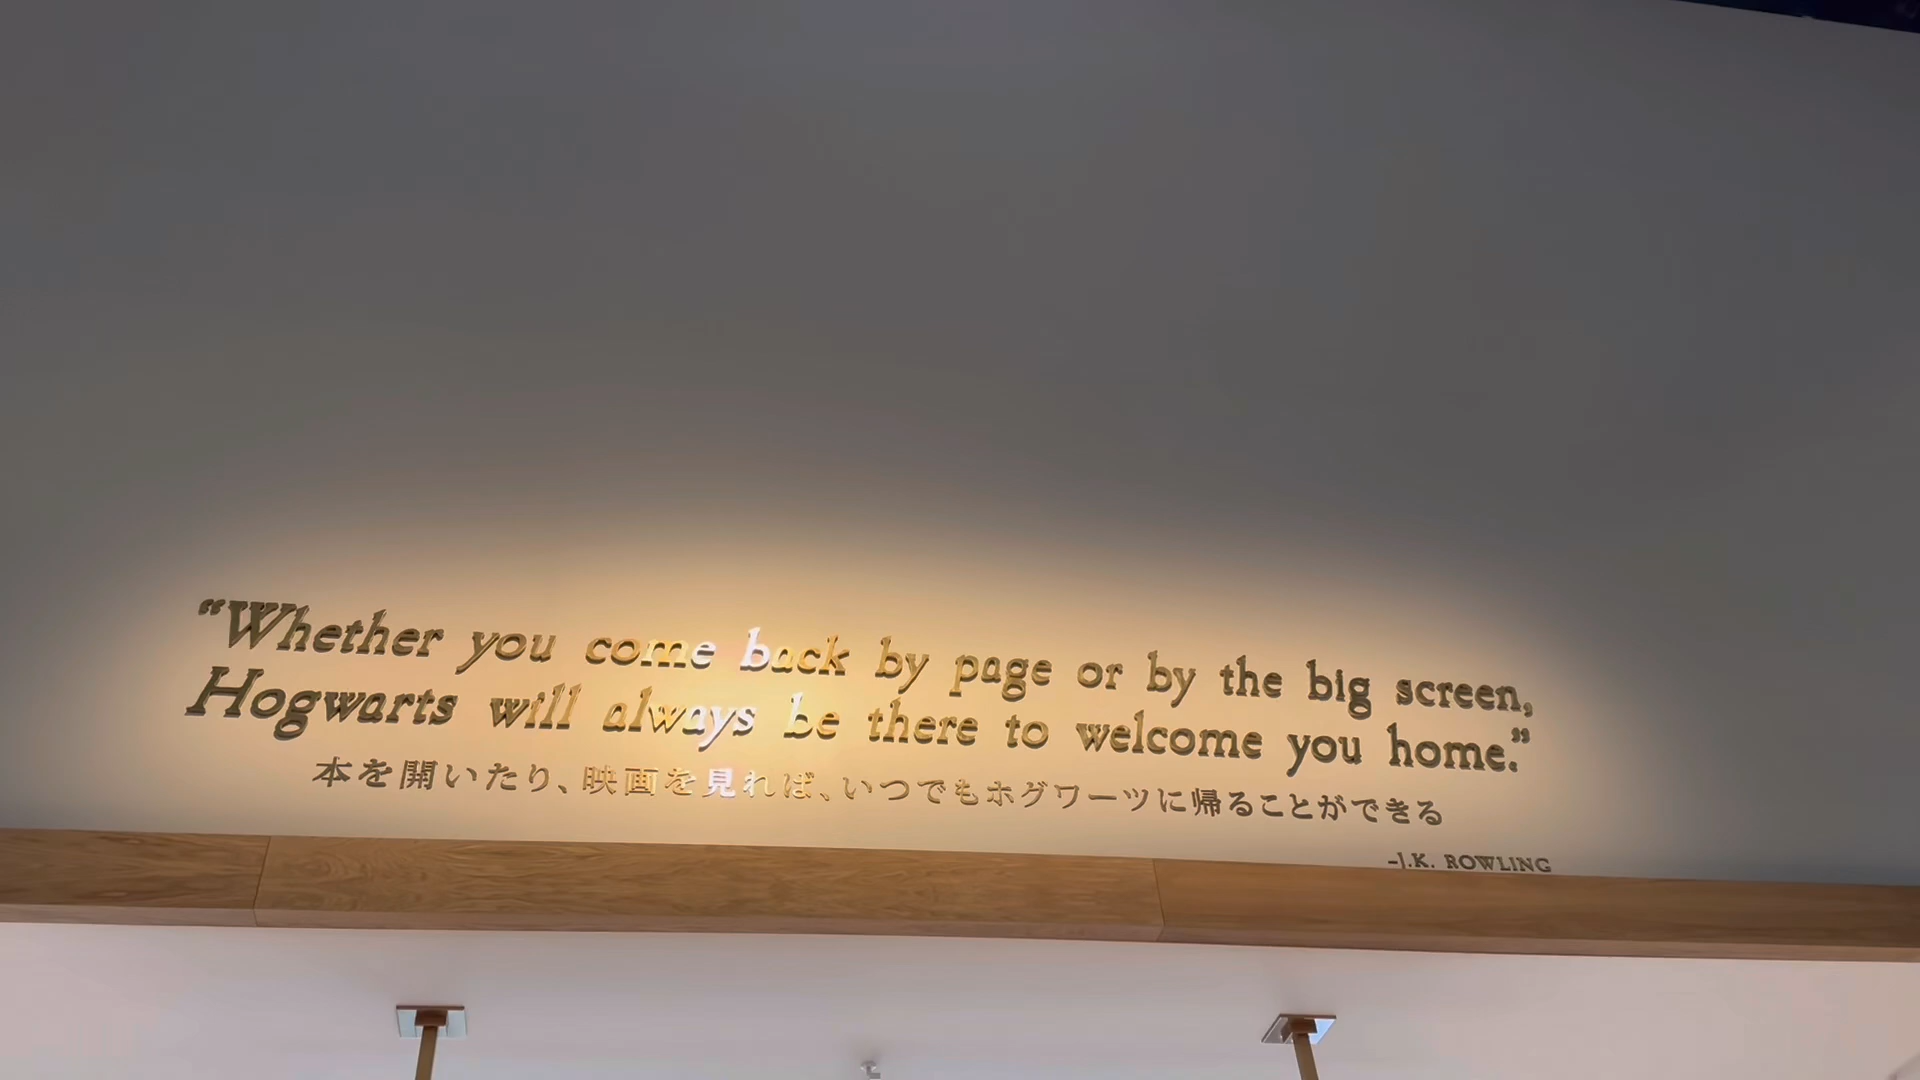 “Whether you come back by page or by the big screen,
Hogwarts will always be there to welcome you home.”
本を開いたり、映画を見れば、いつでもホグワーツに帰ることができる
–J.K. ROWLING